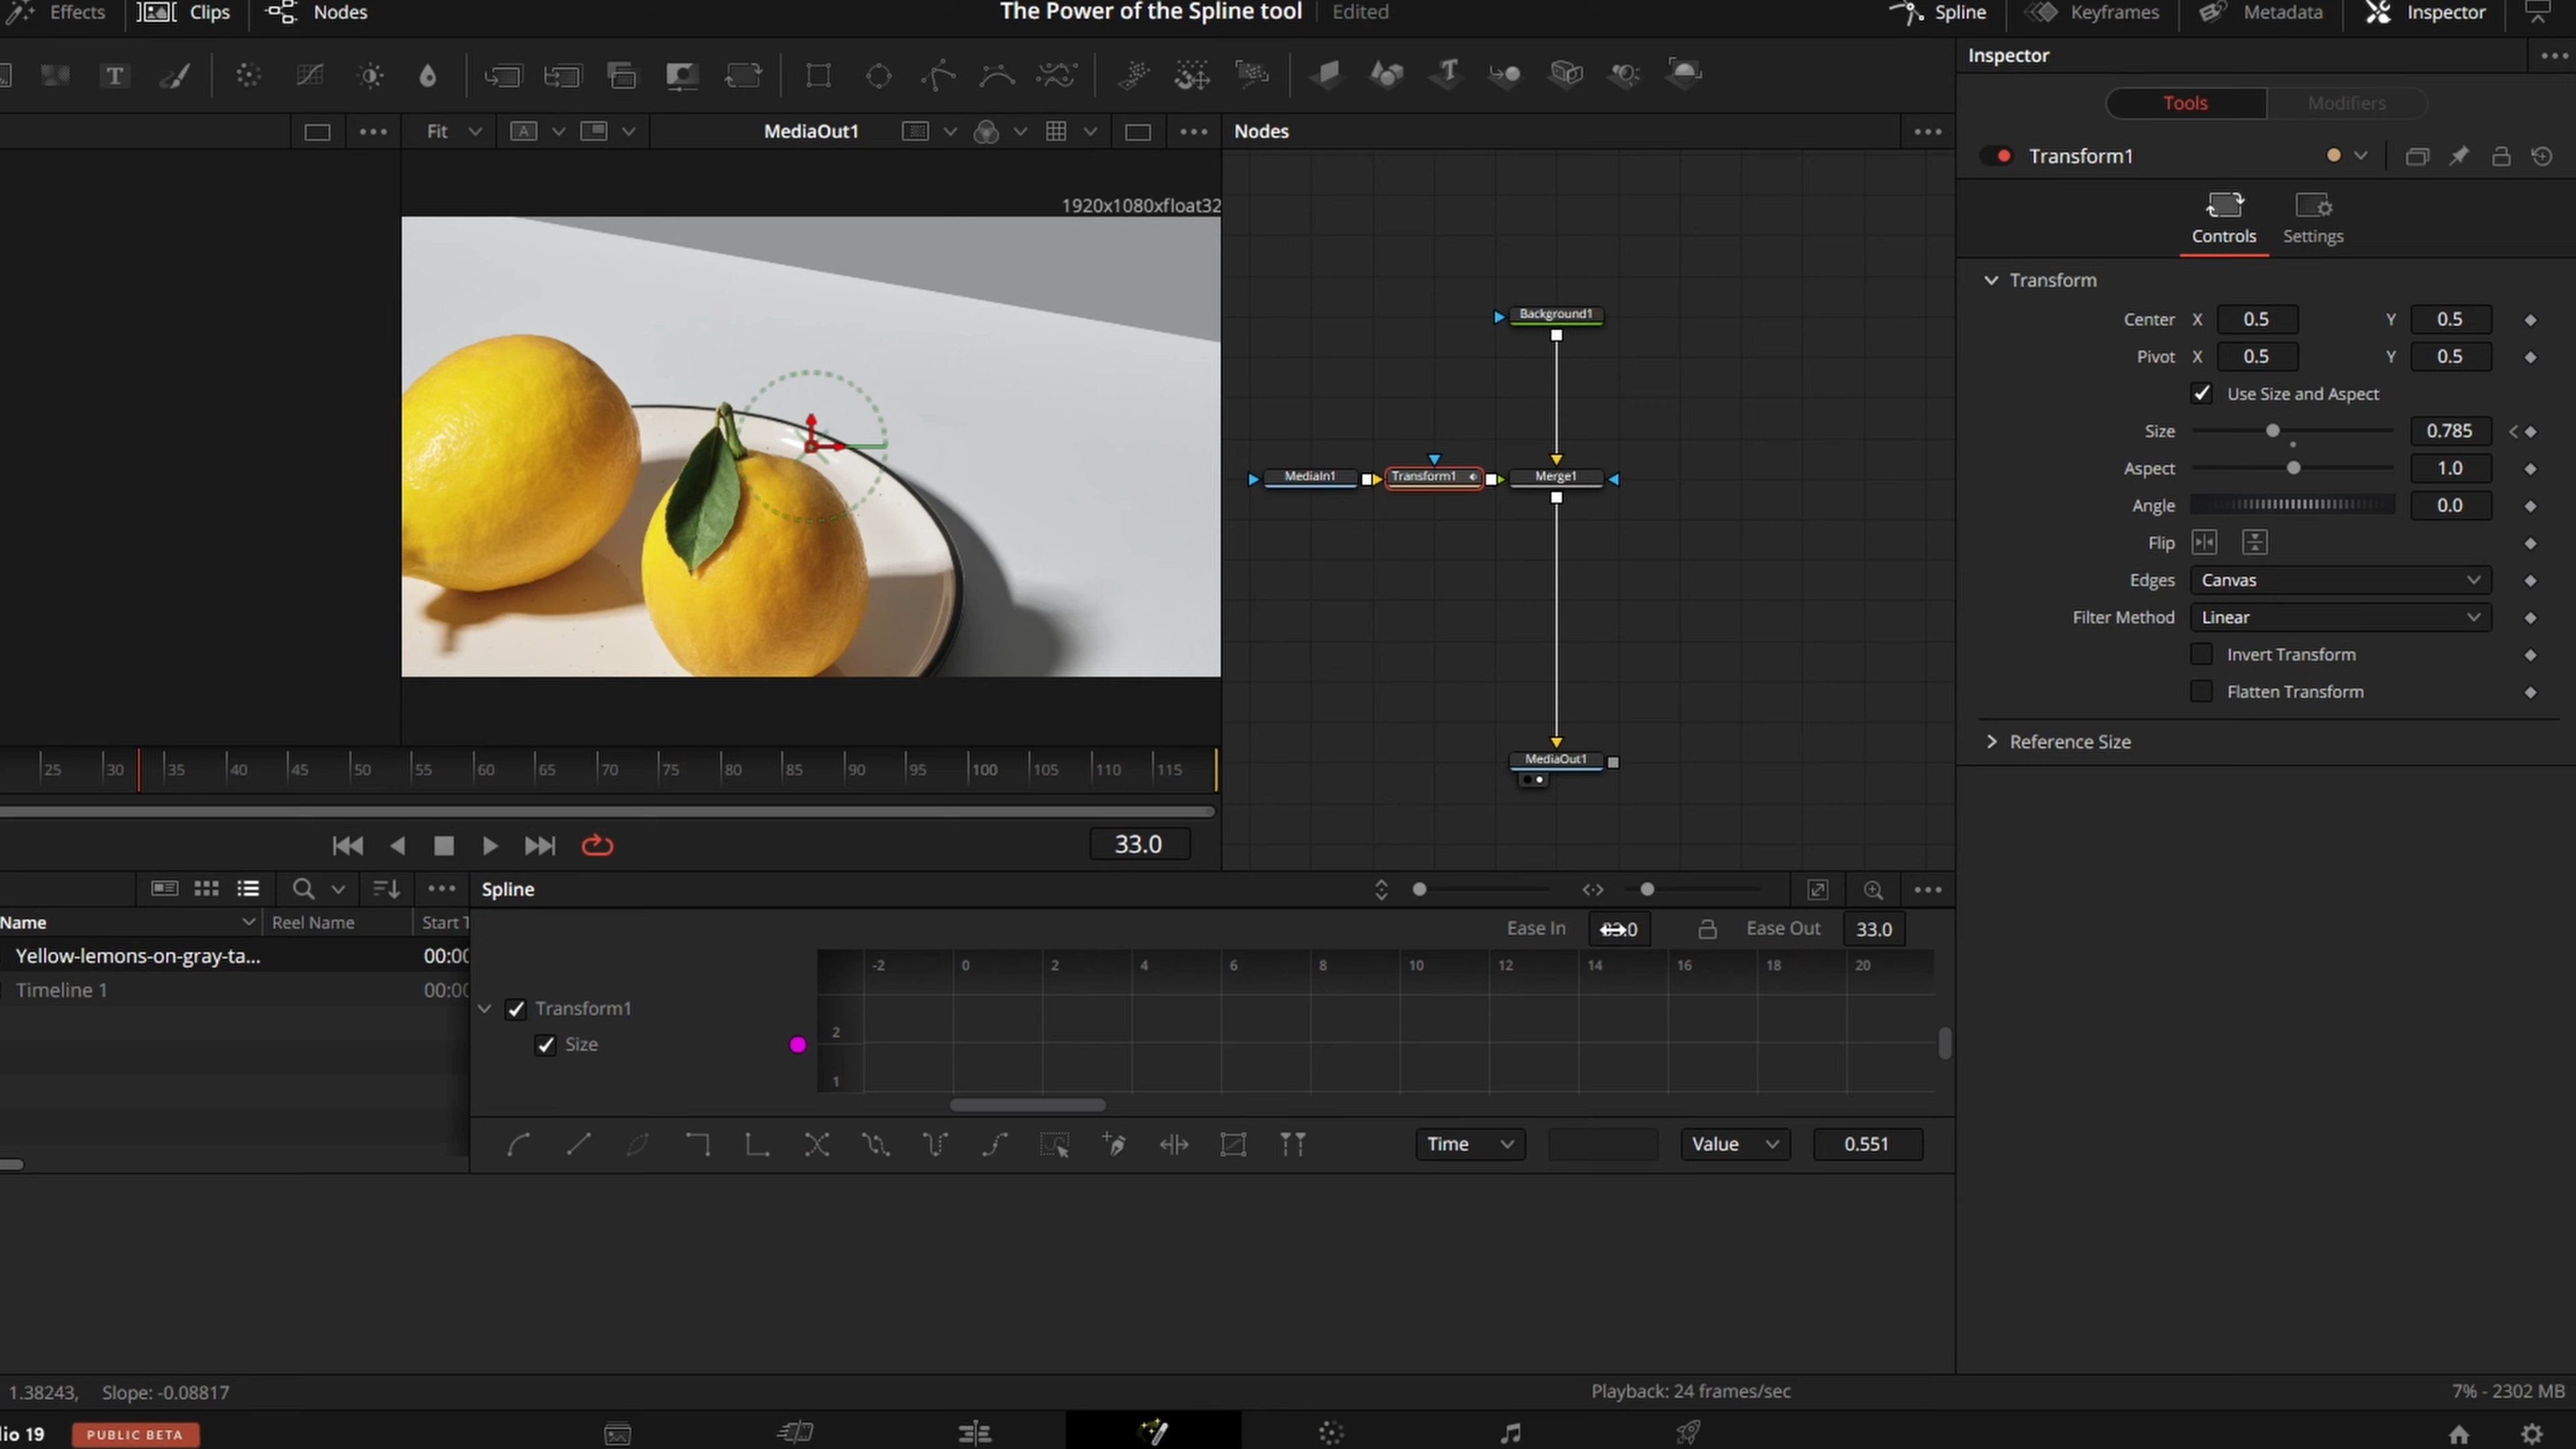 Effects Clips Nodes The Power of the Spline tool Edited Spline Keyframes Metadata Inspector
T
Inspector
Tools Modifiers
Fit A MediaOut1 Nodes
Transform1
1920x1080xfloat32
Controls Settings
Transform
Background1
Center X 0.5 Y 0.5
Pivot X 0.5 Y 0.5
Use Size and Aspect
Size 0.785
MediaIn1 Transform1 Merge1
Aspect 1.0
Angle 0.0
Flip
Edges Canvas
Filter Method Linear
Invert Transform
Flatten Transform
Reference Size
MediaOut1
25 30 35 40 45 50 55 60 65 70 75 80 85 90 95 100 105 110 115
33.0
Spline
Name Reel Name Start T
Ease In Ease Out 33.0
Yellow-lemons-on-gray-ta... 00:00
-2 0 2 4 6 8 10 12 14 16 18 20
Timeline 1 00:00
Transform1
2
Size
1
Time Value 0.551
1.38243, Slope: -0.08817 Playback: 24 frames/sec 7% - 2302 MB
io 19 PUBLIC BETA